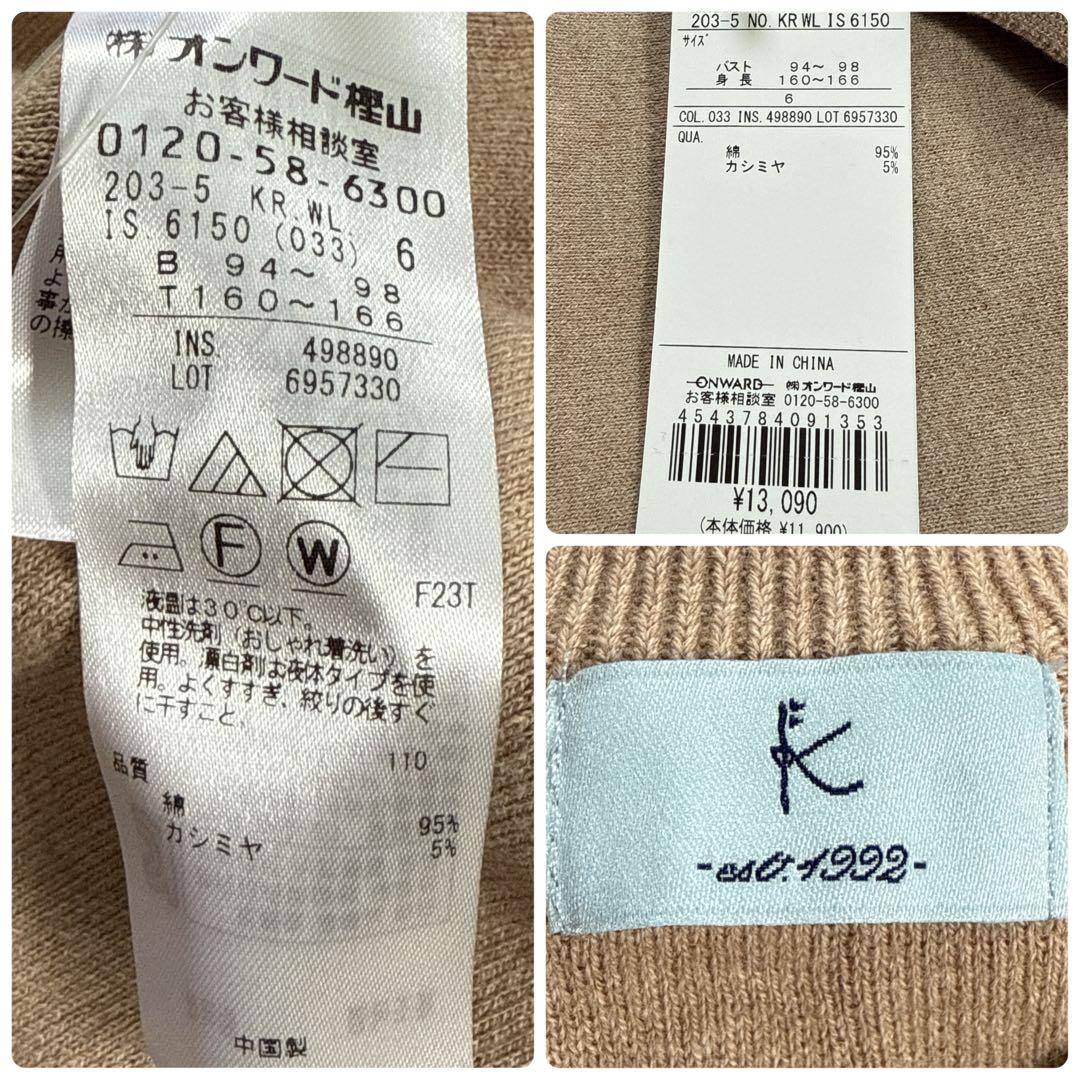 ㈱オンワード樫山
お客様相談室
0120-58-6300
203-5 KR.WL.
IS.6150 (033) 6
B 94～ 98
T160～166
INS. 498890
LOT 6957330
F W
F23T
液温は30℃以下。
中性洗剤(おしゃれ着洗い)を
使用。漂白剤は液体タイプを使
用。よくすすぎ、絞りの後すぐ
に干すこと。
110
品質
綿 95%
カシミヤ 5%
中国製
203-5 NO. KR WL IS 6150
サイズ
バスト 94～ 98
身長 160～166
6
COL. 033 INS. 498890 LOT 6957330
QUA.
綿 95%
カシミヤ 5%
MADE IN CHINA
ONWARD ㈱オンワード樫山
お客様相談室 0120-58-6300
4543784091353
¥13,090
(本体価格 ¥11,900)
K
-est.1992-